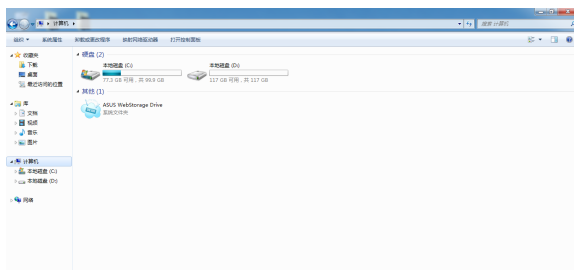 计算机
搜索 计算机
组织 系统属性 卸载或更改程序 映射网络驱动器 打开控制面板
收藏夹
下载
桌面
最近访问的位置
库
文档
视频
音乐
图片
计算机
本地磁盘 (C:)
本地磁盘 (D:)
网络
硬盘 (2)
本地磁盘 (C:)
77.3 GB 可用 , 共 99.9 GB
本地磁盘 (D:)
117 GB 可用 , 共 117 GB
其他 (1)
ASUS WebStorage Drive
系统文件夹